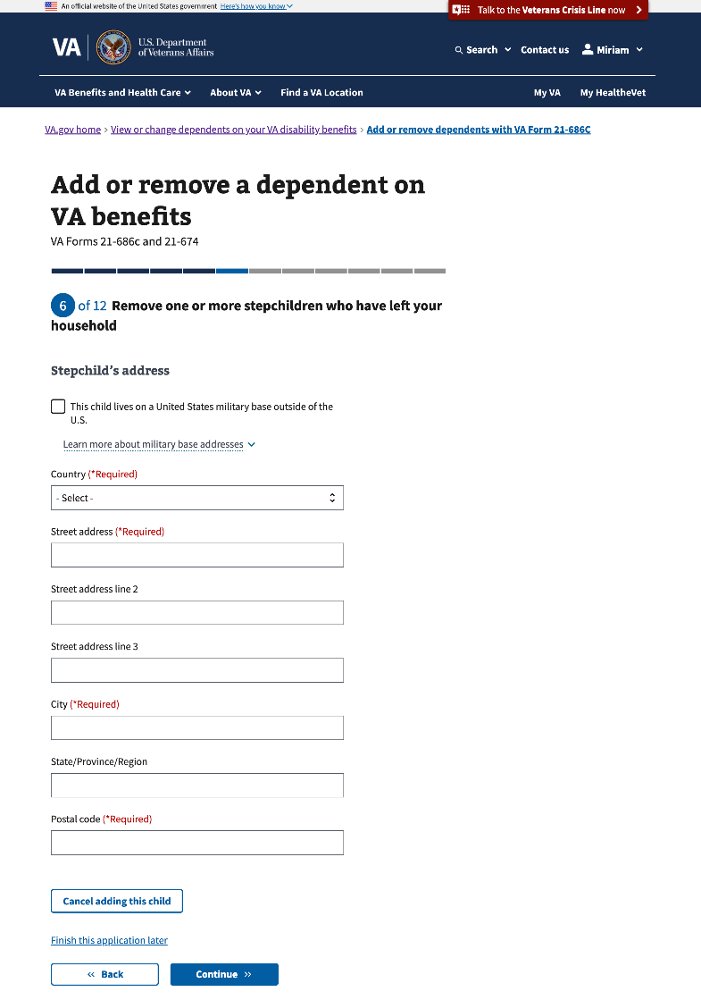 An official website of the United States government Here's how you know
Talk to the Veterans Crisis Line now
VA
U.S. Department
of Veterans Affairs
Search
Contact us
Miriam
VA Benefits and Health Care
About VA
Find a VA Location
My VA
My HealtheVet
VA.gov home › View or change dependents on your VA disability benefits › Add or remove dependents with VA Form 21-686C
Add or remove a dependent on
VA benefits
VA Forms 21-686c and 21-674
6 of 12 Remove one or more stepchildren who have left your
household
Stepchild's address
This child lives on a United States military base outside of the
U.S.
Learn more about military base addresses
Country (*Required)
- Select -
Street address (*Required)
Street address line 2
Street address line 3
City (*Required)
State/Province/Region
Postal code (*Required)
Cancel adding this child
Finish this application later
« Back
Continue »